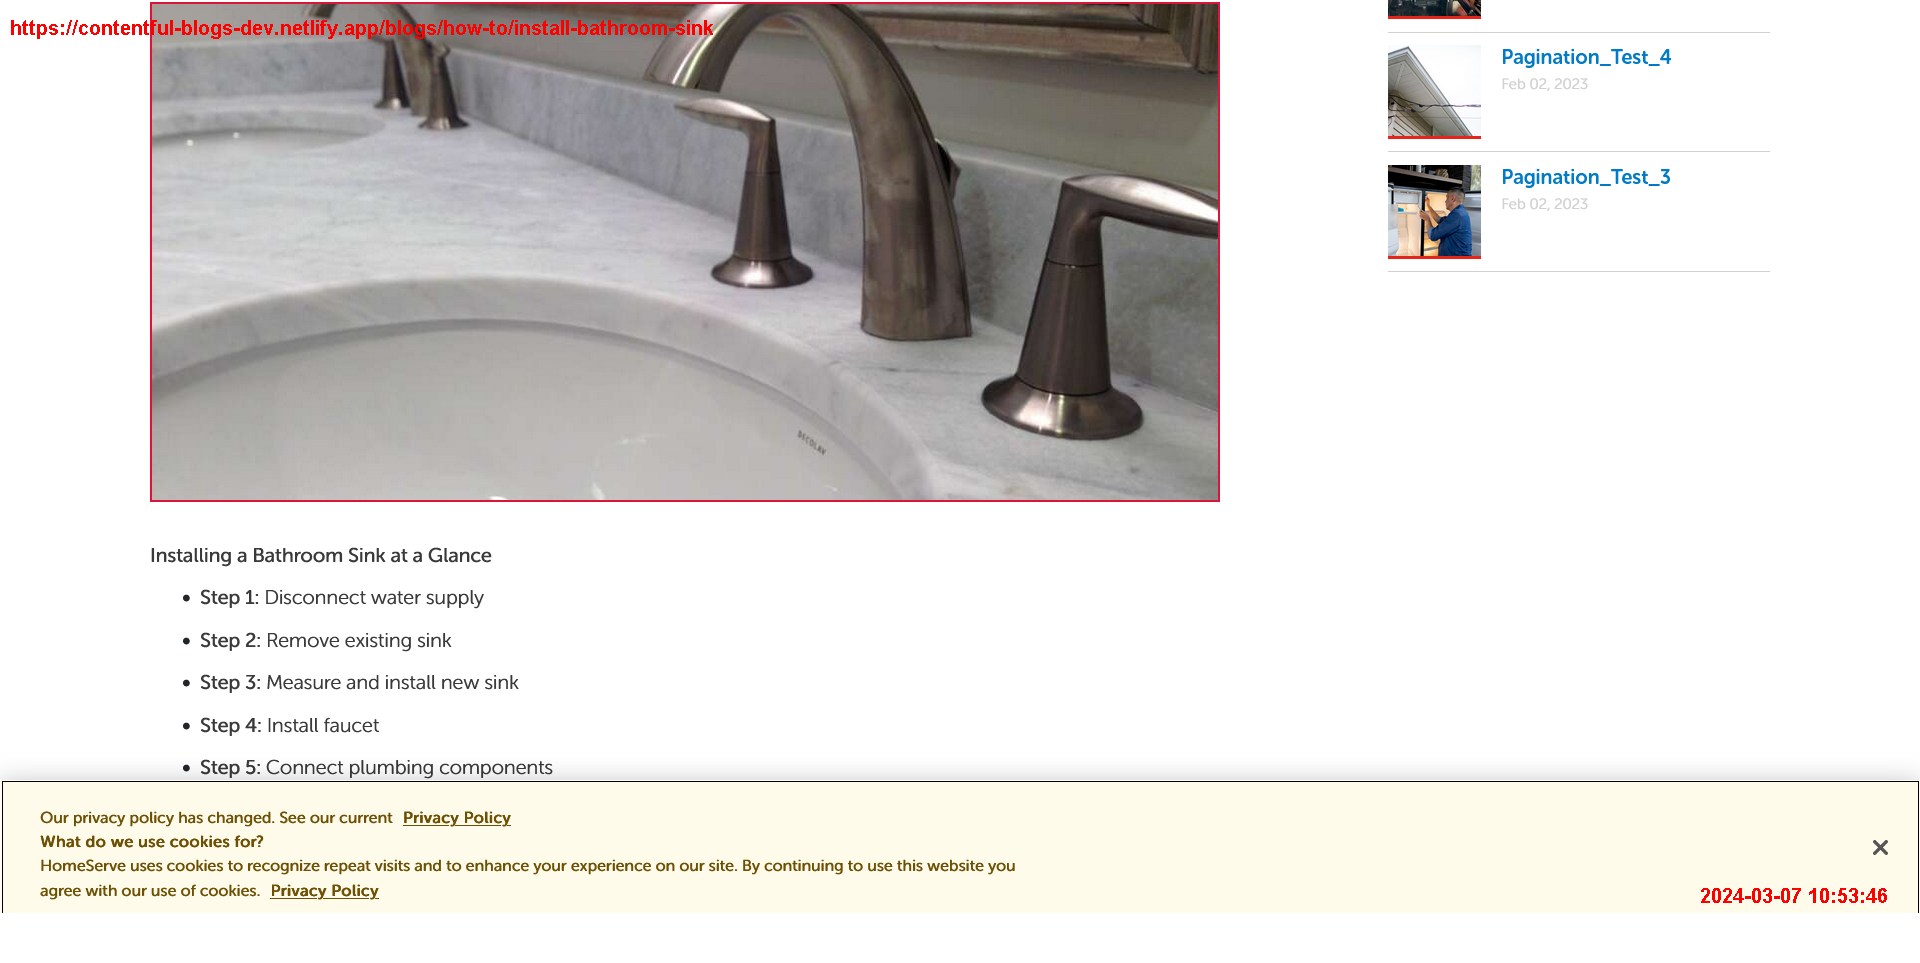 https://contentful-blogs-dev.netlify.app/blogs/how-to/install-bathroom-sink
DECOLAV
Installing a Bathroom Sink at a Glance
Step 1: Disconnect water supply
Step 2: Remove existing sink
Step 3: Measure and install new sink
Step 4: Install faucet
Step 5: Connect plumbing components
Pagination_Test_4
Feb 02, 2023
Pagination_Test_3
Feb 02, 2023
Our privacy policy has changed. See our current Privacy Policy
What do we use cookies for?
HomeServe uses cookies to recognize repeat visits and to enhance your experience on our site. By continuing to use this website you
agree with our use of cookies. Privacy Policy
2024-03-07 10:53:46